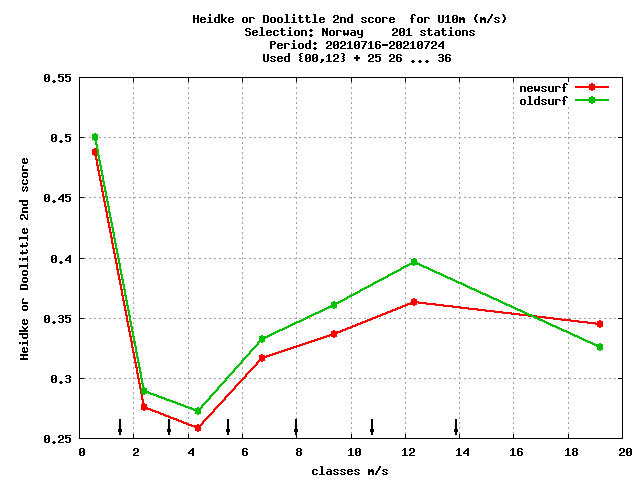 Heidke or Doolittle 2nd score  for U10m (m/s)
Selection: Norway    201 stations
Period: 20210716-20210724
Used {00,12} + 25 26 ... 36
newsurf
oldsurf
Heidke or Doolittle 2nd score
0.55
0.5
0.45
0.4
0.35
0.3
0.25
0 2 4 6 8 10 12 14 16 18 20
classes m/s